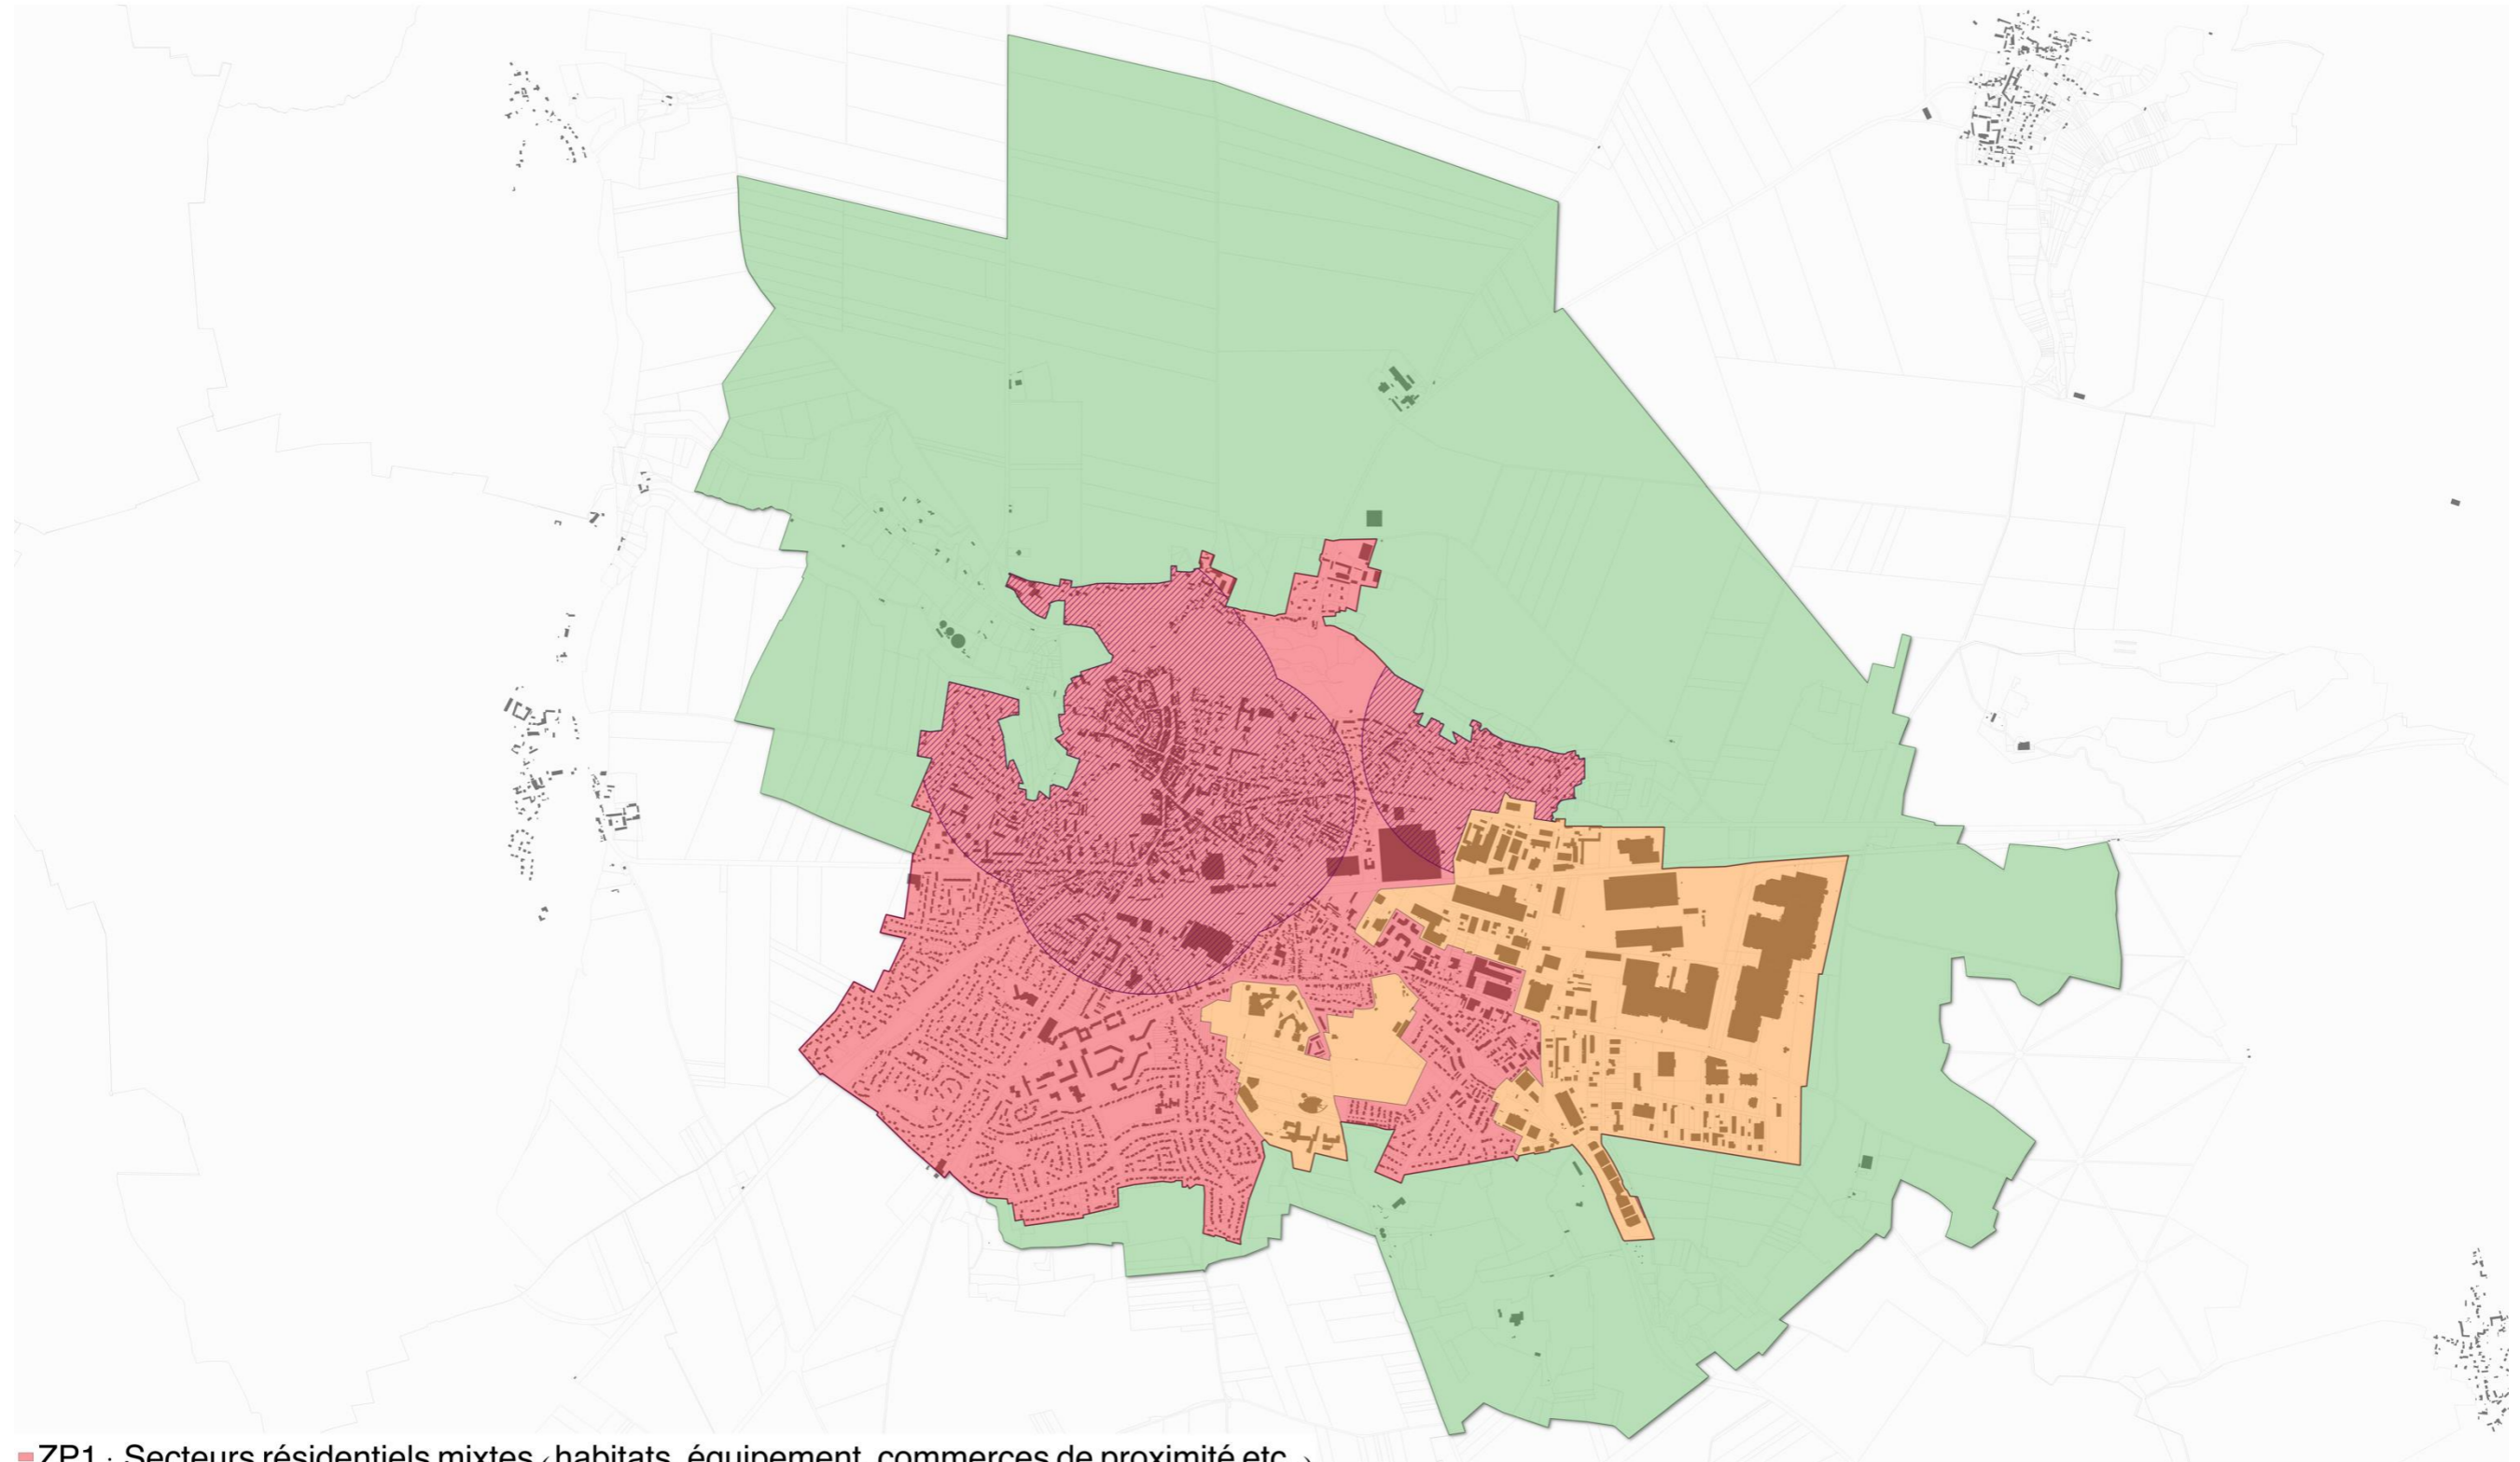 ZP1 : Secteurs résidentiels mixtes (habitats, équipement, commerces de proximité etc.)